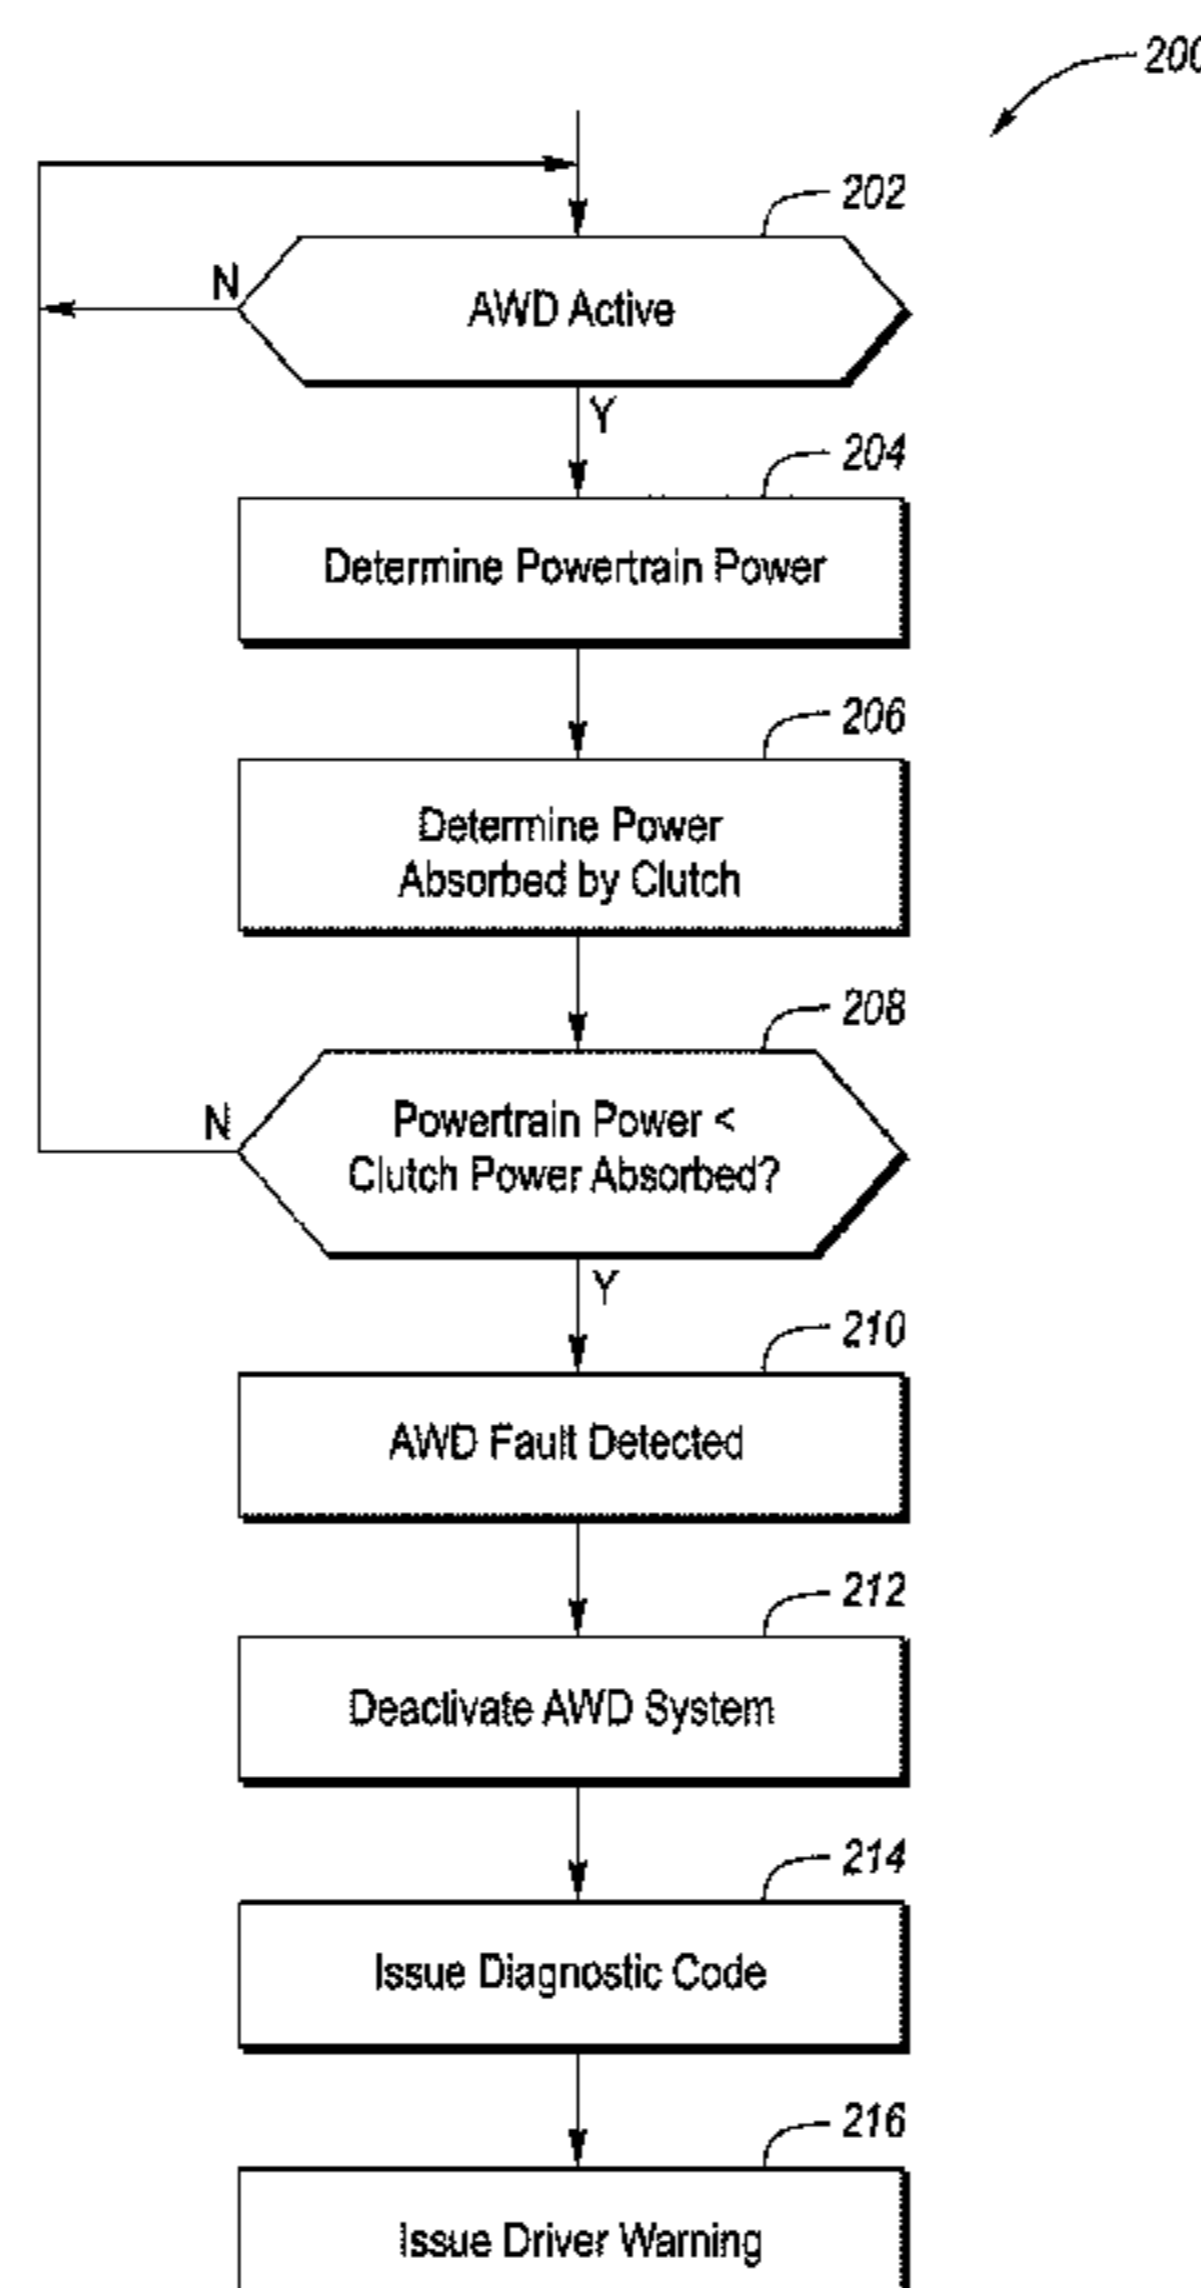 200
202
N
AWD Active
Y
204
Determine Powertrain Power
206
Determine Power
Absorbed by Clutch
208
N
Powertrain Power <
Clutch Power Absorbed?
Y
210
AWD Fault Detected
212
Deactivate AWD System
214
Issue Diagnostic Code
216
Issue Driver Warning